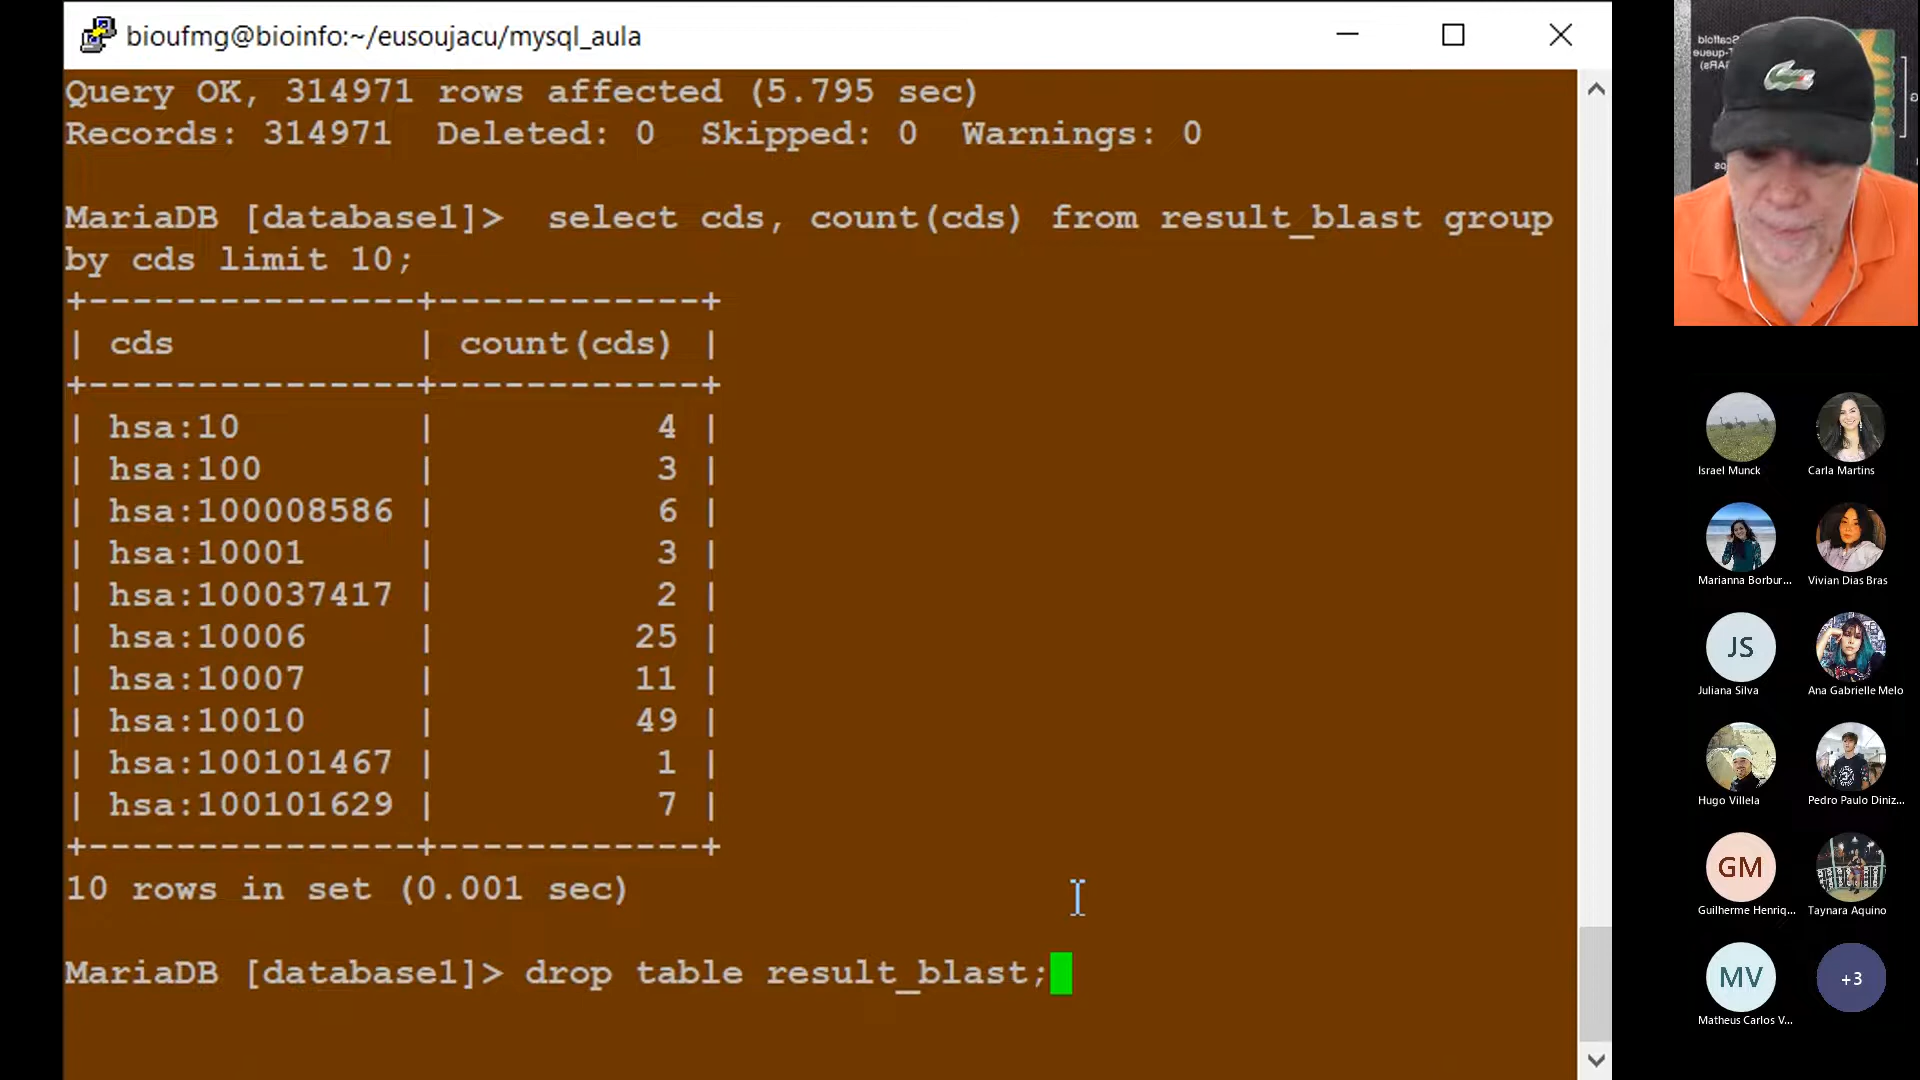 bioufmg@bioinfo:~/eusoujacu/mysql_aula
Query OK, 314971 rows affected (5.795 sec)
Records: 314971  Deleted: 0  Skipped: 0  Warnings: 0
MariaDB [database1]>  select cds, count(cds) from result_blast group
by cds limit 10;
+---------------+------------+
| cds           | count(cds) |
+---------------+------------+
| hsa:10        |          4 |
| hsa:100       |          3 |
| hsa:100008586 |          6 |
| hsa:10001     |          3 |
| hsa:100037417 |          2 |
| hsa:10006     |         25 |
| hsa:10007     |         11 |
| hsa:10010     |         49 |
| hsa:100101467 |          1 |
| hsa:100101629 |          7 |
+---------------+------------+
10 rows in set (0.001 sec)
MariaDB [database1]> drop table result_blast;
Israel Munck
Carla Martins
Marianna Borbur...
Vivian Dias Bras
JS
Juliana Silva
Ana Gabrielle Melo
Hugo Villela
Pedro Paulo Diniz...
GM
Guilherme Henriq...
Taynara Aquino
MV
Matheus Carlos V...
+3